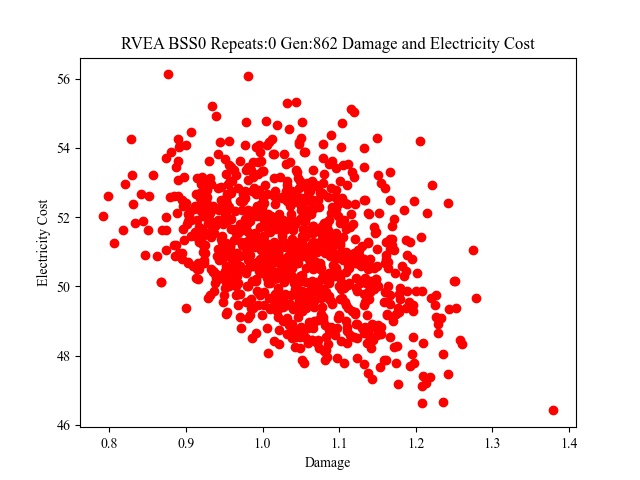 RVEA BSS0 Repeats:0 Gen:862 Damage and Electricity Cost
56
54
52
50
48
46
Electricity Cost
0.8 0.9 1.0 1.1 1.2 1.3 1.4
Damage